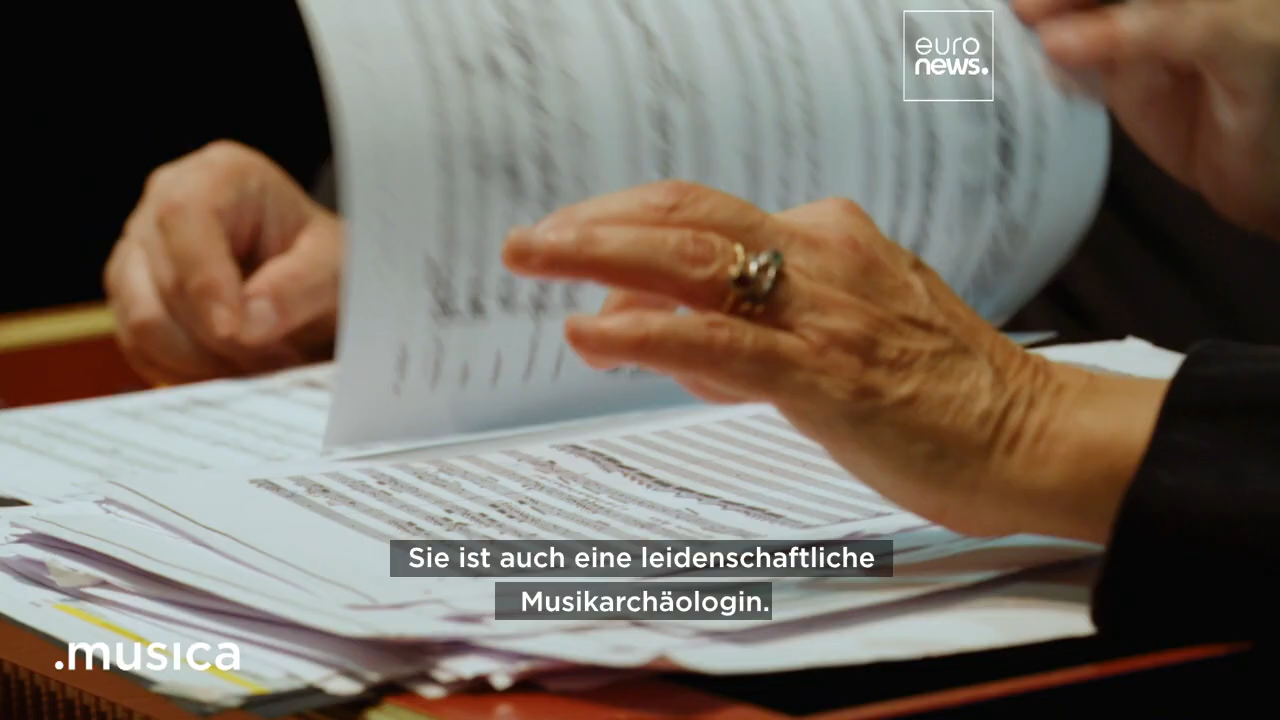 euro
news.
Sie ist auch eine leidenschaftliche
Musikarchäologin.
.musica